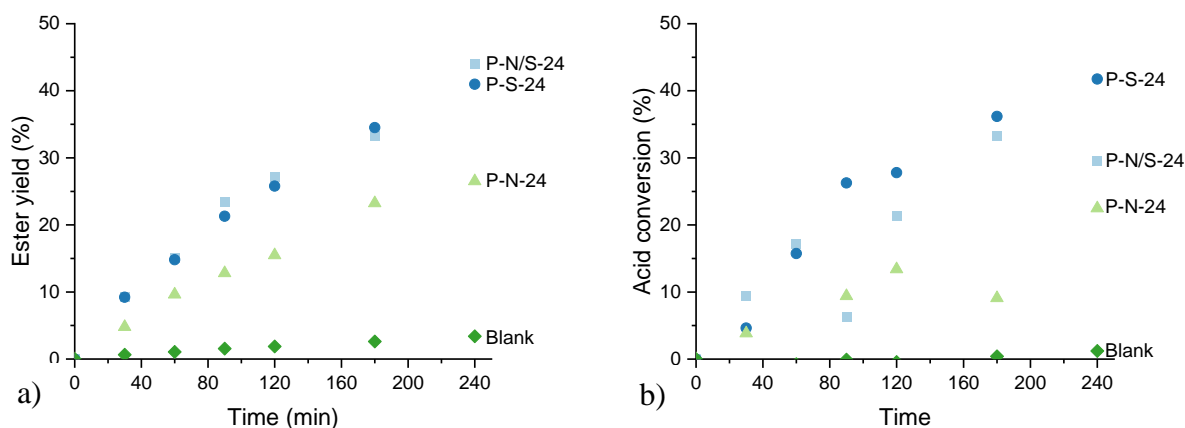 50
40
30
20
10
0
Ester yield (%)
P-N/S-24
P-S-24
P-N-24
Blank
0 40 80 120 160 200 240
Time (min)
a)
50
40
30
20
10
0
Acid conversion (%)
P-S-24
P-N/S-24
P-N-24
Blank
0 40 80 120 160 200 240
Time
b)